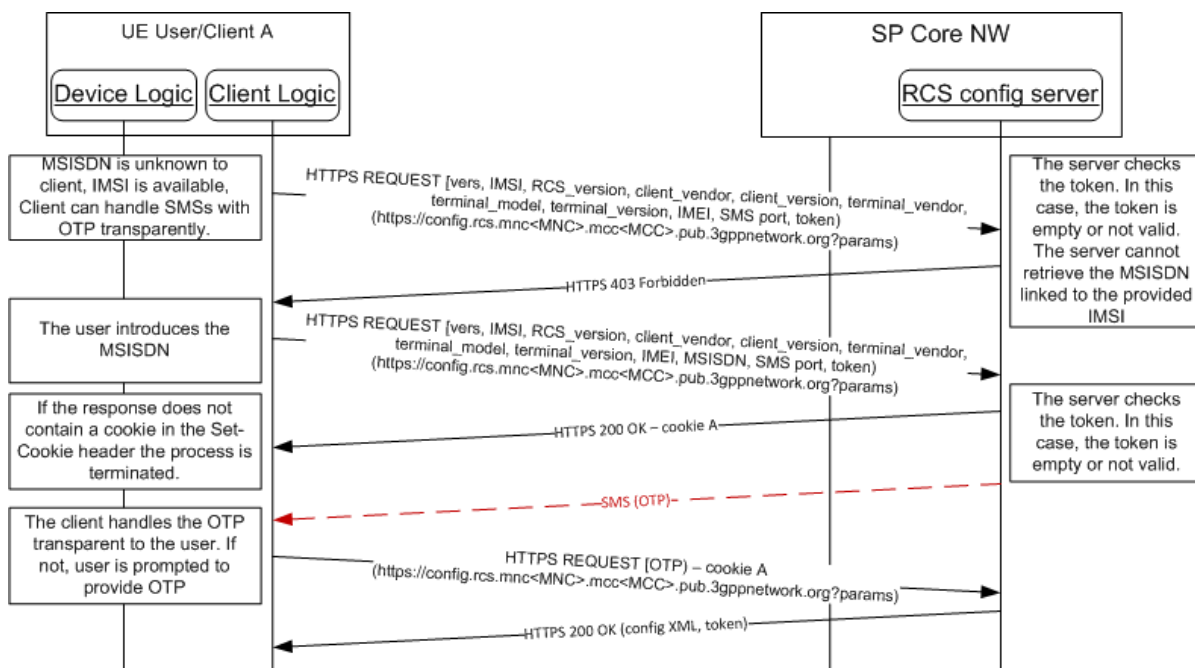 UE User/Client A
SP Core NW
Device Logic
Client Logic
RCS config server
MSISDN is unknown to
client, IMSI is available,
Client can handle SMSs with
OTP transparently.
HTTPS REQUEST [vers, IMSI, RCS_version, client_vendor, client_version, terminal_vendor,
terminal_model, terminal_version, IMEI, SMS port, token)
(https://config.rcs.mnc<MNC>.mcc<MCC>.pub.3gppnetwork.org?params)
The server checks
the token. In this
case, the token is
empty or not valid.
The server cannot
retrieve the MSISDN
linked to the provided
IMSI
HTTPS 403 Forbidden
The user introduces the
MSISDN
HTTPS REQUEST [vers, IMSI, RCS_version, client_vendor, client_version, terminal_vendor,
terminal_model, terminal_version, IMEI, MSISDN, SMS port, token)
(https://config.rcs.mnc<MNC>.mcc<MCC>.pub.3gppnetwork.org?params)
If the response does not
contain a cookie in the Set-
Cookie header the process is
terminated.
HTTPS 200 OK – cookie A
The server checks
the token. In this
case, the token is
empty or not valid.
SMS (OTP)
The client handles the OTP
transparent to the user. If
not, user is prompted to
provide OTP
HTTPS REQUEST [OTP) – cookie A
(https://config.rcs.mnc<MNC>.mcc<MCC>.pub.3gppnetwork.org?params)
HTTPS 200 OK (config XML, token)